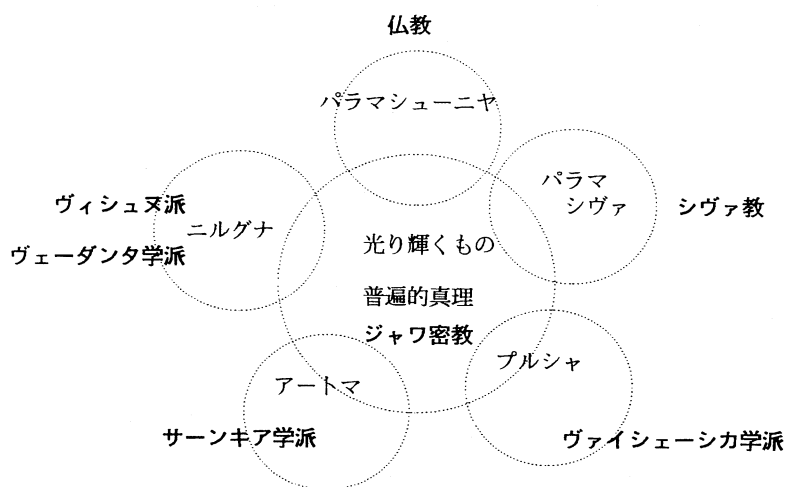 仏教
パラマシューニヤ
パラマ
シヴァ
シヴァ教
ヴィシュヌ派
ニルグナ
ヴェーダンタ学派
光り輝くもの
普遍的真理
ジャワ密教
プルシャ
アートマ
サーンキア学派
ヴァイシェーシカ学派